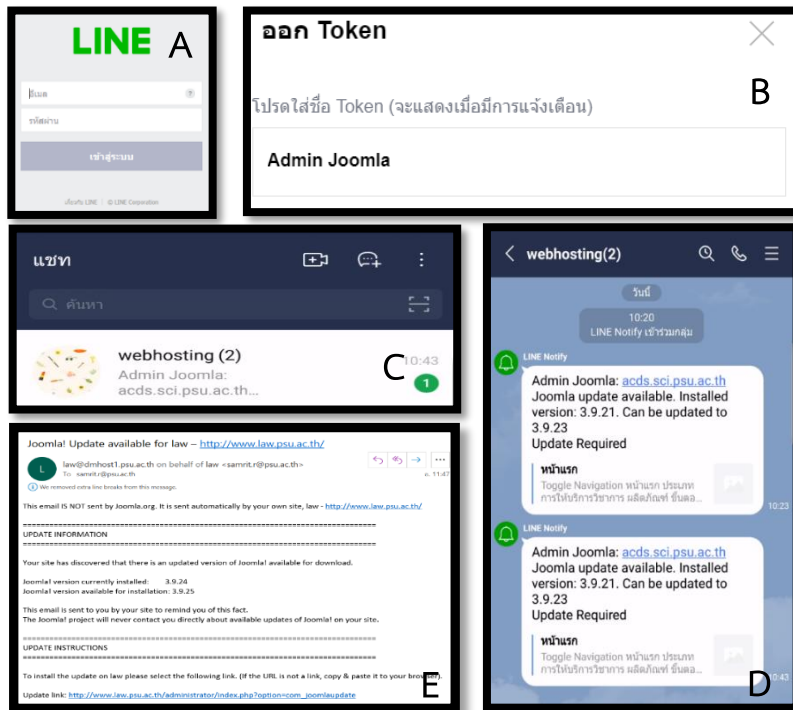 LINE A
อีเมล ?
รหัสผ่าน
เข้าสู่ระบบ
เกี่ยวกับ LINE | © LINE Corporation
ออก Token
B
โปรดใส่ชื่อ Token (จะแสดงเมื่อมีการแจ้งเตือน)
Admin Joomla
แชท
ค้นหา
webhosting (2)
Admin Joomla:
acds.sci.psu.ac.th...
C
10:43
1
webhosting(2)
วันนี้
10:20
LINE Notify เข้าร่วมกลุ่ม
LINE Notify
Admin Joomla: acds.sci.psu.ac.th
Joomla update available. Installed
version: 3.9.21. Can be updated to
3.9.23
Update Required
หน้าแรก
Toggle Navigation หน้าแรก ประเภท
การให้บริการวิชาการ ผลิตภัณฑ์ ขั้นตอ...
10:23
LINE Notify
Admin Joomla: acds.sci.psu.ac.th
Joomla update available. Installed
version: 3.9.21. Can be updated to
3.9.23
Update Required
หน้าแรก
Toggle Navigation หน้าแรก ประเภท
การให้บริการวิชาการ ผลิตภัณฑ์ ขั้นตอ...
10:43
D
Joomla! Update available for law – http://www.law.psu.ac.th/
L
law@dmhost1.psu.ac.th on behalf of law <samrit.r@psu.ac.th>
To samrit.r@psu.ac.th
11:47
We removed extra line breaks from this message.
This email IS NOT sent by Joomla.org. It is sent automatically by your own site, law - http://www.law.psu.ac.th/
UPDATE INFORMATION
Your site has discovered that there is an updated version of Joomla! available for download.
Joomla! version currently installed: 3.9.24
Joomla! version available for installation: 3.9.25
This email is sent to you by your site to remind you of this fact.
The Joomla! project will never contact you directly about available updates of Joomla! on your site.
UPDATE INSTRUCTIONS
To install the update on law please select the following link. (If the URL is not a link, copy & paste it to your browser).
Update link: http://www.law.psu.ac.th/administrator/index.php?option=com_joomlaupdate
E